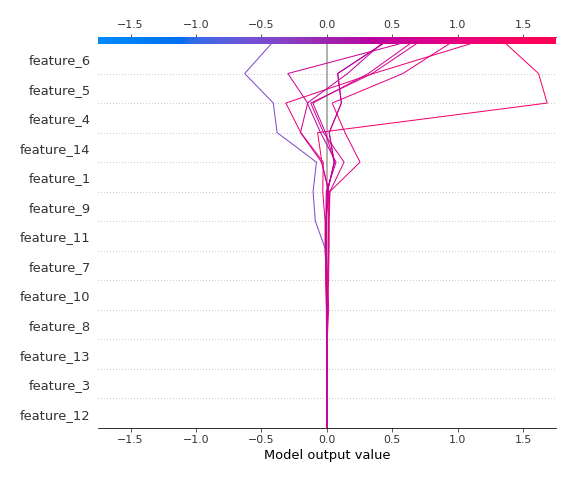 −1.5 −1.0 −0.5 0.0 0.5 1.0 1.5
feature_6
feature_5
feature_4
feature_14
feature_1
feature_9
feature_11
feature_7
feature_10
feature_8
feature_13
feature_3
feature_12
−1.5 −1.0 −0.5 0.0 0.5 1.0 1.5
Model output value